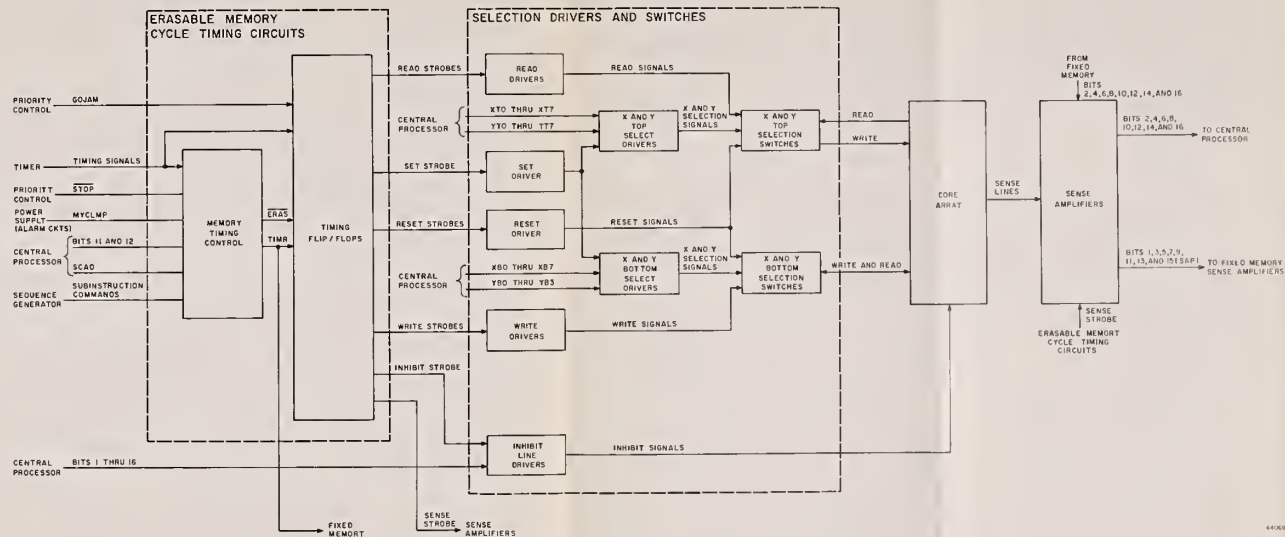 ERASABLE MEMORY
CYCLE TIMING CIRCUITS
SELECTION DRIVERS AND SWITCHES
READ STROBES
READ
DRIVERS
READ SIGNALS
FROM
FIXED
MEMORY
BITS
2,4,6,8,10,12,14,AND 16
PRIORITY
CONTROL
GOJAM
CENTRAL
PROCESSOR
XT0 THRU XT7
YT0 THRU YT7
X AND Y
TOP
SELECT
DRIVERS
X AND Y
SELECTION
SIGNALS
X AND Y
TOP
SELECTION
SWITCHES
READ
WRITE
BITS 2,4,6,8,
10,12,14, AND 16
TO CENTRAL
PROCESSOR
TIMER
TIMING SIGNALS
SET STROBE
SET
DRIVER
PRIORITY
CONTROL
STOP
POWER
SUPPLY
(ALARM CKTS)
MYCLMP
CENTRAL
PROCESSOR
BITS 11 AND 12
SCAD
SEQUENCE
GENERATOR
SUBINSTRUCTION
COMMANDS
MEMORY
TIMING
CONTROL
ERAS
TIMR
TIMING
FLIP/FLOPS
RESET STROBES
RESET
DRIVER
RESET SIGNALS
CORE
ARRAT
SENSE
LINES
SENSE
AMPLIFIERS
CENTRAL
PROCESSOR
XB0 THRU XB7
YB0 THRU YB3
X AND Y
BOTTOM
SELECT
DRIVERS
X AND Y
SELECTION
SIGNALS
X AND Y
BOTTOM
SELECTION
SWITCHES
WRITE AND READ
BITS 1,3,5,7,9,
11,13, AND 15(SAP)
TO FIXED MEMORY
SENSE AMPLIFIERS
WRITE STROBES
WRITE
DRIVERS
WRITE SIGNALS
SENSE
STROBE
ERASABLE MEMORT
CYCLE TIMING
CIRCUITS
INHIBIT STROBE
CENTRAL
PROCESSOR
BITS 1 THRU 16
INHIBIT
LINE
DRIVERS
INHIBIT SIGNALS
FIXED
MEMORT
SENSE
STROBE
SENSE
AMPLIFIERS